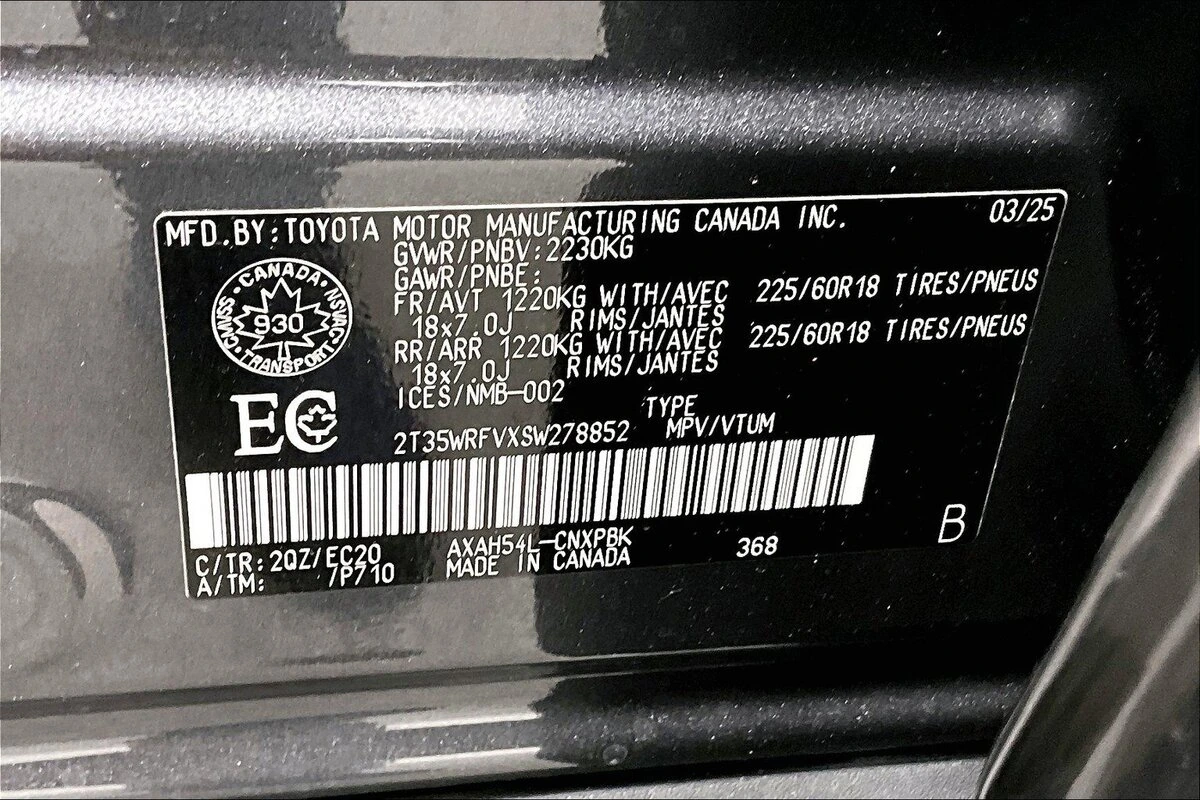 MFD.BY:TOYOTA MOTOR MANUFACTURING CANADA INC. 03/25
GVWR/PNBV:2230KG
GAWR/PNBE:
FR/AVT 1220KG WITH/AVEC 225/60R18 TIRES/PNEUS
18x7.0J RIMS/JANTES
RR/ARR 1220KG WITH/AVEC 225/60R18 TIRES/PNEUS
18x7.0J RIMS/JANTES
ICES/NMB-002
CANADA
CMVSS NSVAC
930
TRANSPORT
EC
TYPE
2T35WRFVXSW278852 MPV/VTUM
C/TR:2QZ/EC20 AXAH54L-CNXPBK 368 B
A/TM: /P710 MADE IN CANADA